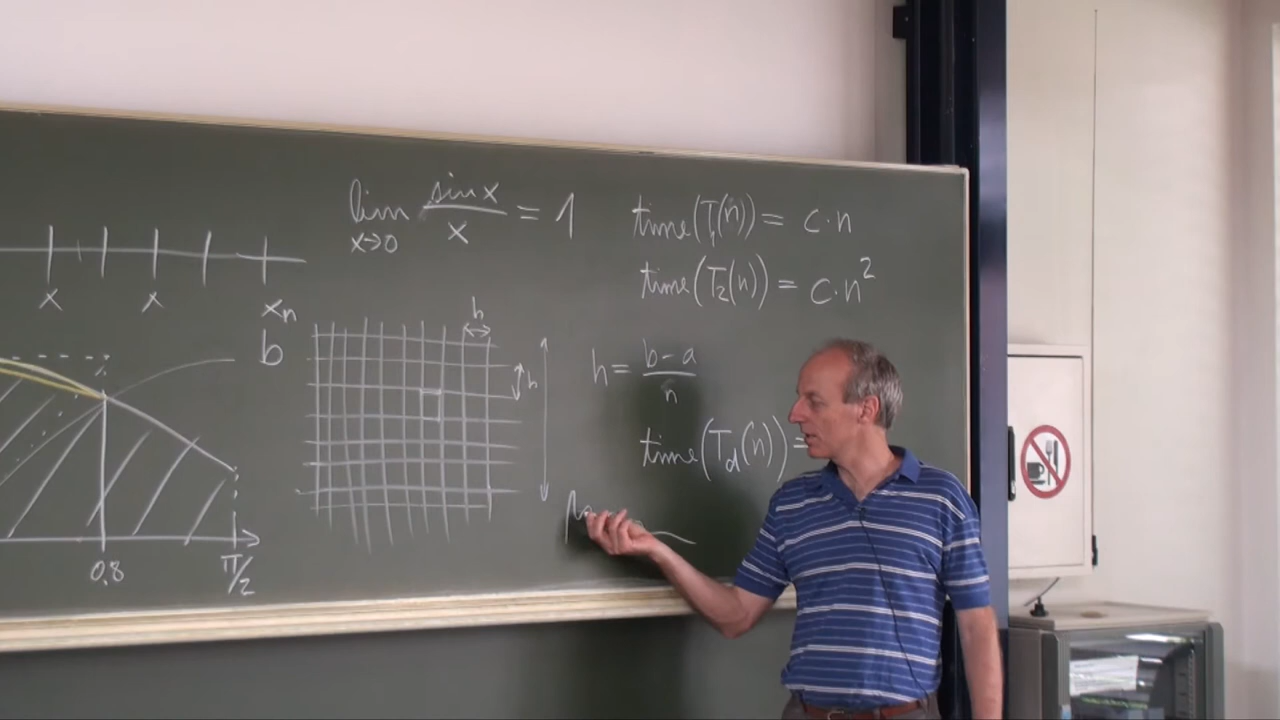 lim x→0 sin x / x = 1
time(T₁(n)) = c·n
time(T₂(n)) = c·n²
x x xₙ
h
b
h
h = b-a / n
time(T_d(n)) =
0,8 π/2